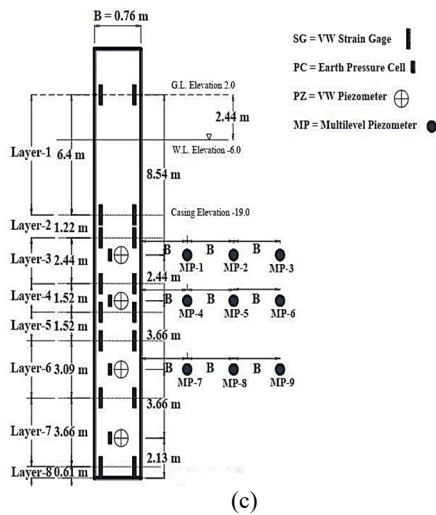 B = 0.76 m
SG = VW Strain Gage
PC = Earth Pressure Cell
PZ = VW Piezometer
MP = Multilevel Piometer
G.L. Elevation 2.0
2.44 m
W.L. Elevation -6.0
Layer-1 6.4 m
8.54 m
Casing Elevation -19.0
Layer-2 1.22 m
Layer-3 2.44 m
B B B
MP-1 MP-2 MP-3
2.44 m
Layer-4 1.52 m
B B B
MP-4 MP-5 MP-6
Layer-5 1.52 m
3.66 m
Layer-6 3.09 m
B B B
MP-7 MP-8 MP-9
3.66 m
Layer-7 3.66 m
2.13 m
Layer-8 0.61 m
(c)